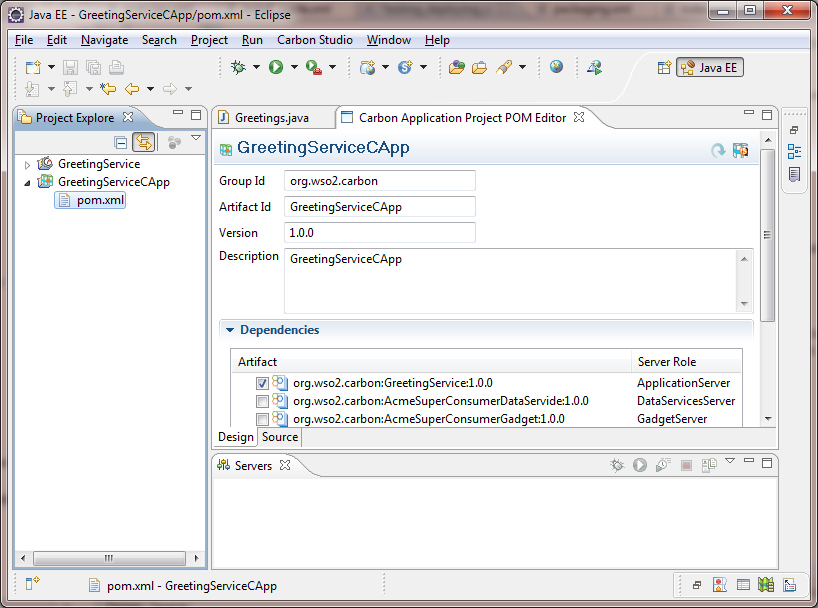 Java EE - GreetingServiceCApp/pom.xml - Eclipse
File Edit Navigate Search Project Run Carbon Studio Window Help
Java EE
Project Explore
GreetingService
GreetingServiceCApp
pom.xml
Greetings.java Carbon Application Project POM Editor
GreetingServiceCApp
Group Id org.wso2.carbon
Artifact Id GreetingServiceCApp
Version 1.0.0
Description GreetingServiceCApp
Dependencies
Artifact Server Role
org.wso2.carbon:GreetingService:1.0.0 ApplicationServer
org.wso2.carbon:AcmeSuperConsumerDataServide:1.0.0 DataServicesServer
org.wso2.carbon:AcmeSuperConsumerGadget:1.0.0 GadgetServer
Design Source
Servers
pom.xml - GreetingServiceCApp